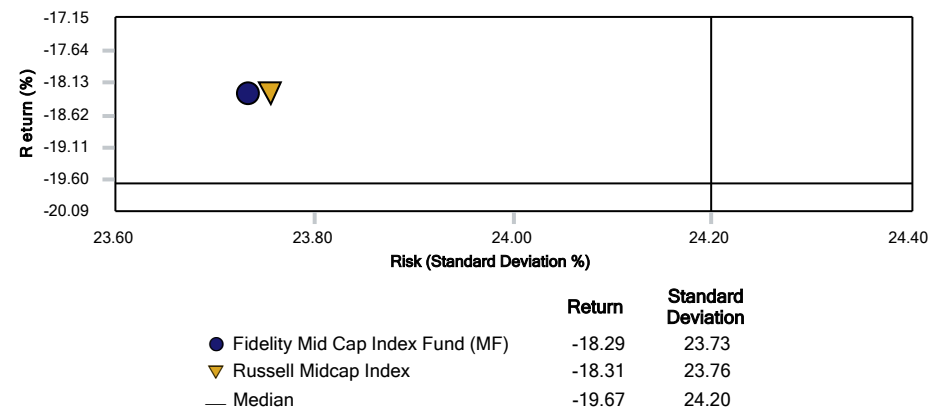 -17.15
-17.64
-18.13
-18.62
-19.11
-19.60
-20.09
Return (%)
23.60 23.80 24.00 24.20 24.40
Risk (Standard Deviation %)
Return Standard Deviation
Fidelity Mid Cap Index Fund (MF) -18.29 23.73
Russell Midcap Index -18.31 23.76
Median -19.67 24.20